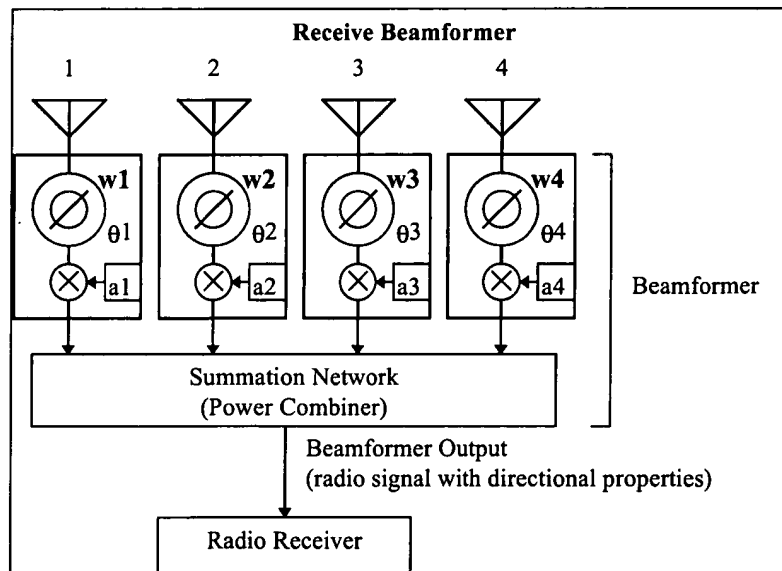 Receive Beamformer
1 2 3 4
w1 w2 w3 w4
θ1 θ2 θ3 θ4
a1 a2 a3 a4
Beamformer
Summation Network
(Power Combiner)
Beamformer Output
(radio signal with directional properties)
Radio Receiver